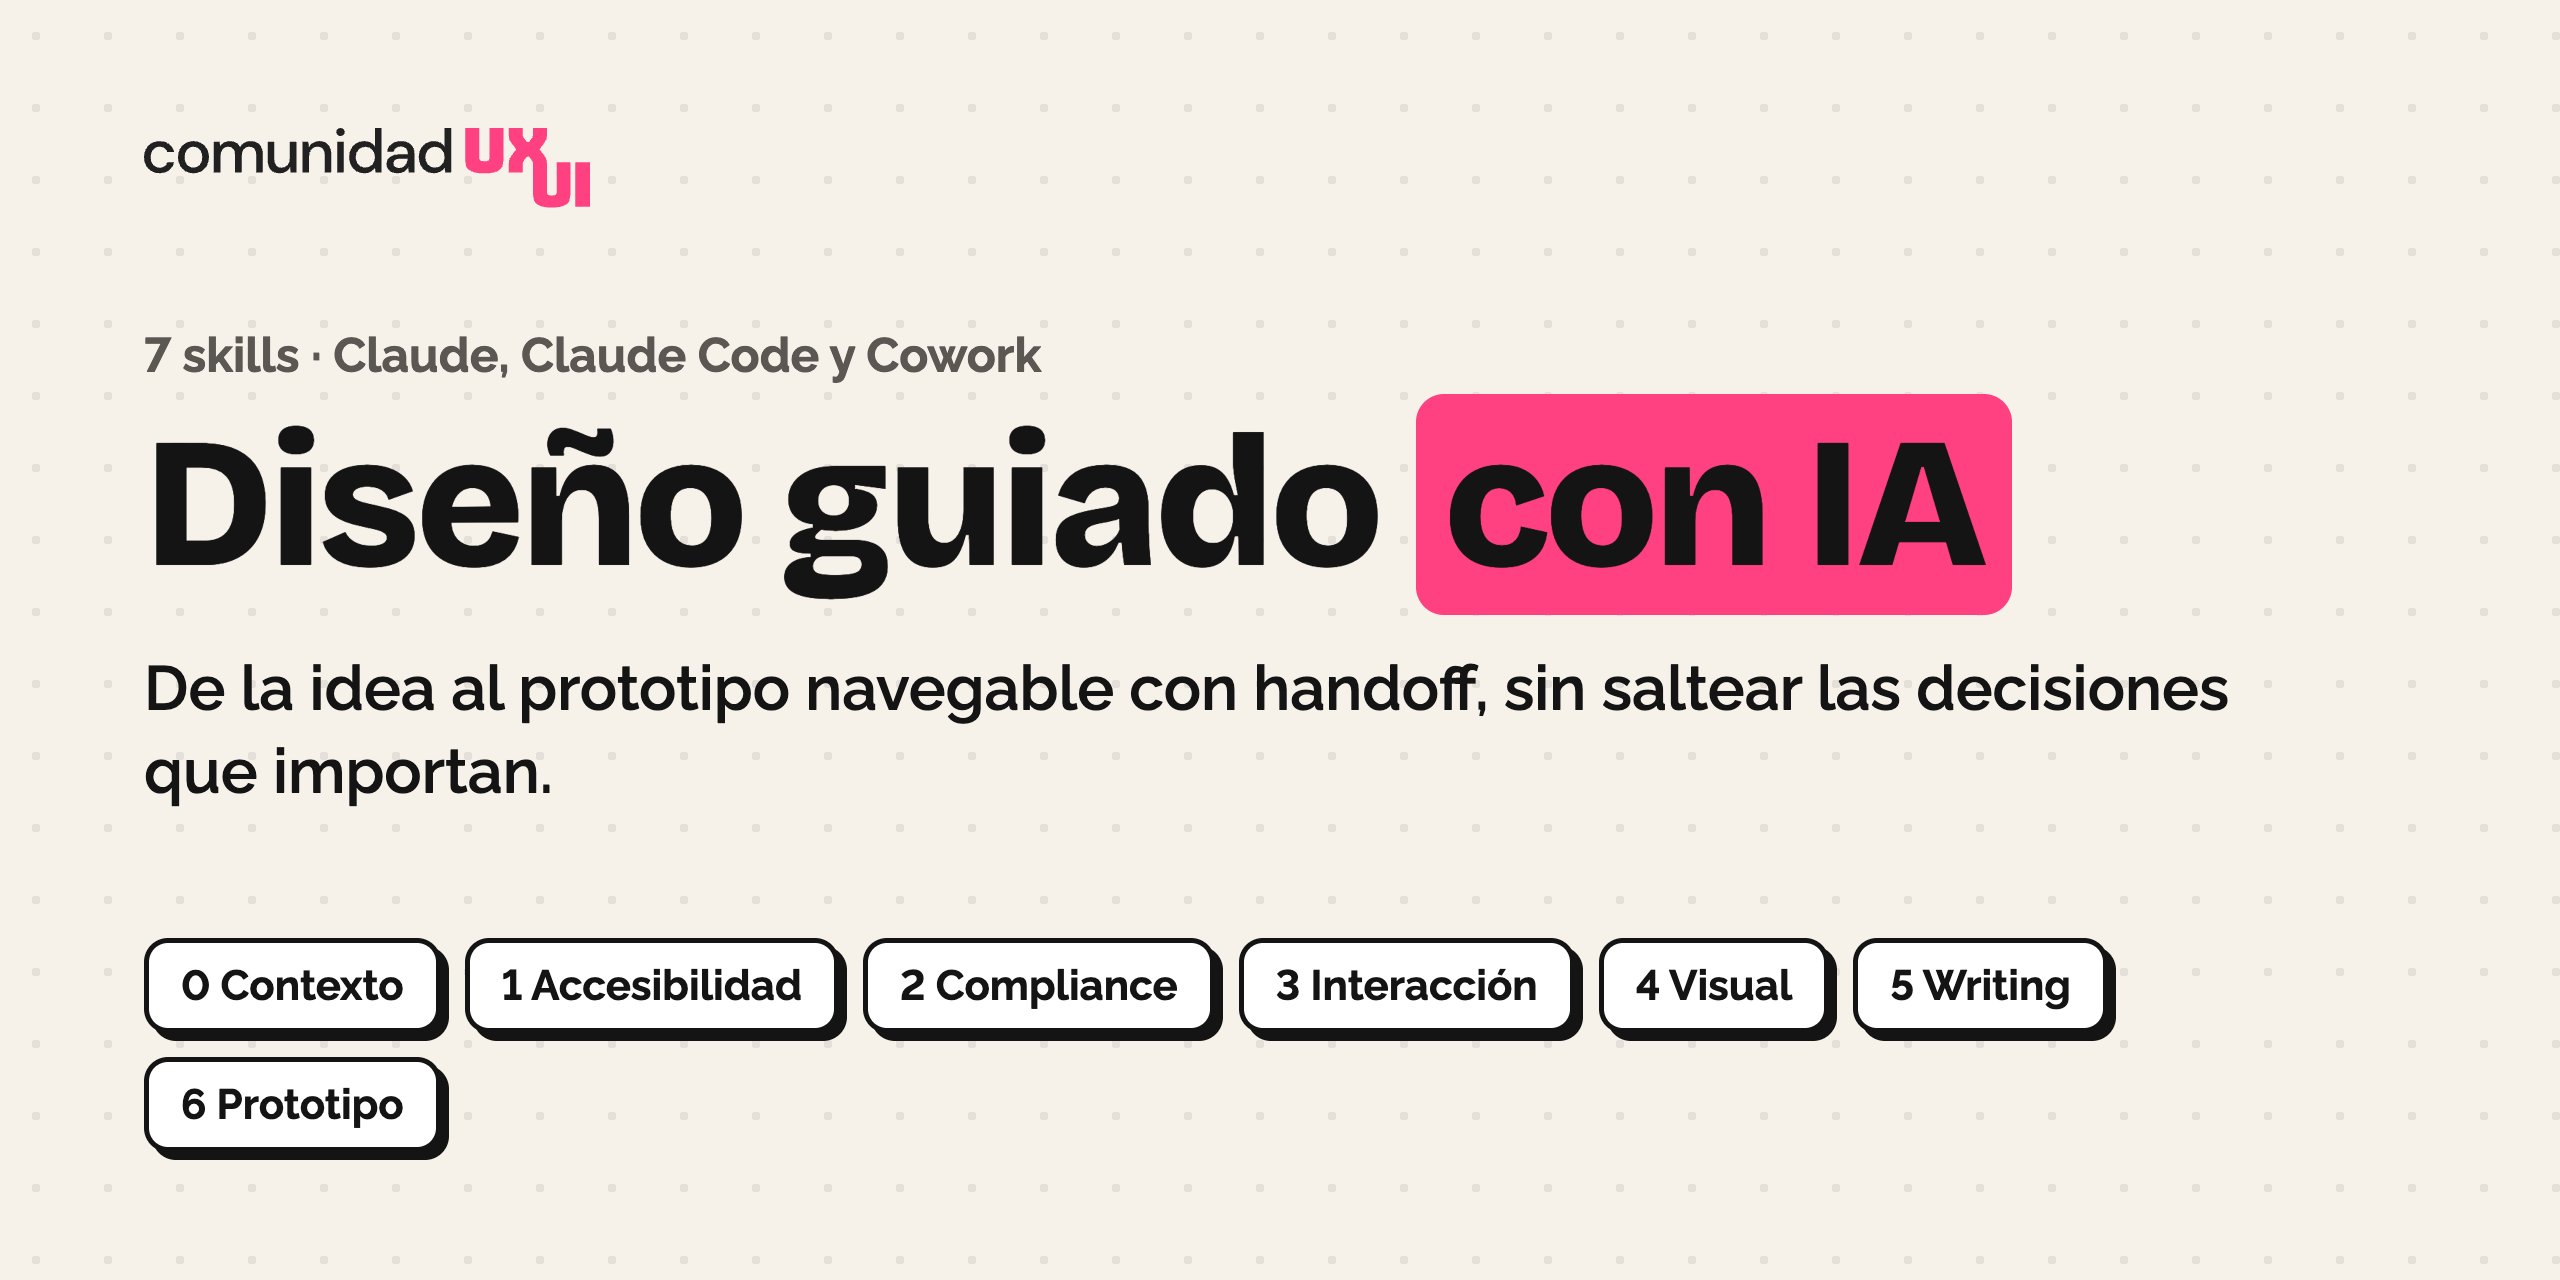 comunidad UX UI
7 skills · Claude, Claude Code y Cowork
Diseño guiado con IA
De la idea al prototipo navegable con handoff, sin saltear las decisiones
que importan.
0 Contexto 1 Accesibilidad 2 Compliance 3 Interacción 4 Visual 5 Writing
6 Prototipo